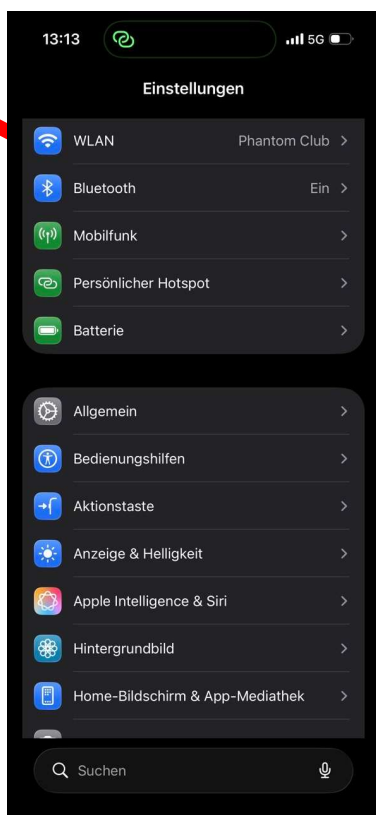 13:13 5G
Einstellungen
WLAN Phantom Club
Bluetooth Ein
Mobilfunk
Persönlicher Hotspot
Batterie
Allgemein
Bedienungshilfen
Aktionstaste
Anzeige & Helligkeit
Apple Intelligence & Siri
Hintergrundbild
Home-Bildschirm & App-Mediathek
Suchen